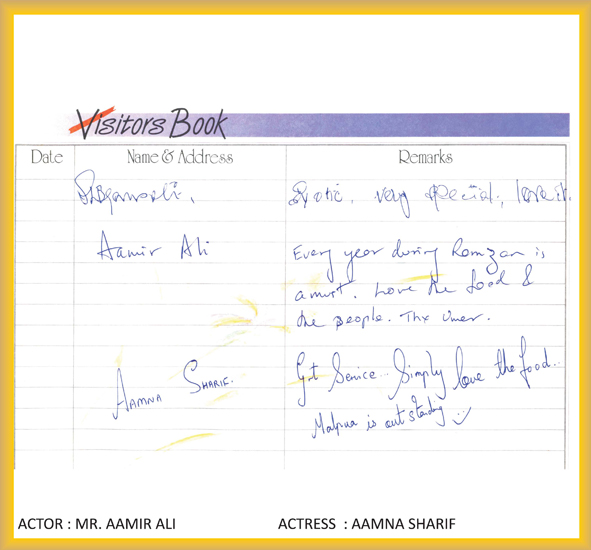 Visitors Book
Date Name & Address Remarks
Exotic, very special, love it.
Aamir Ali Every year during Ramzan is
a must. Love the food &
the people. Thx Umer.
Aamna Sharif. Gr8 Service.. Simply love the food..
Malpua is outstanding
ACTOR : MR. AAMIR ALI ACTRESS : AAMNA SHARIF